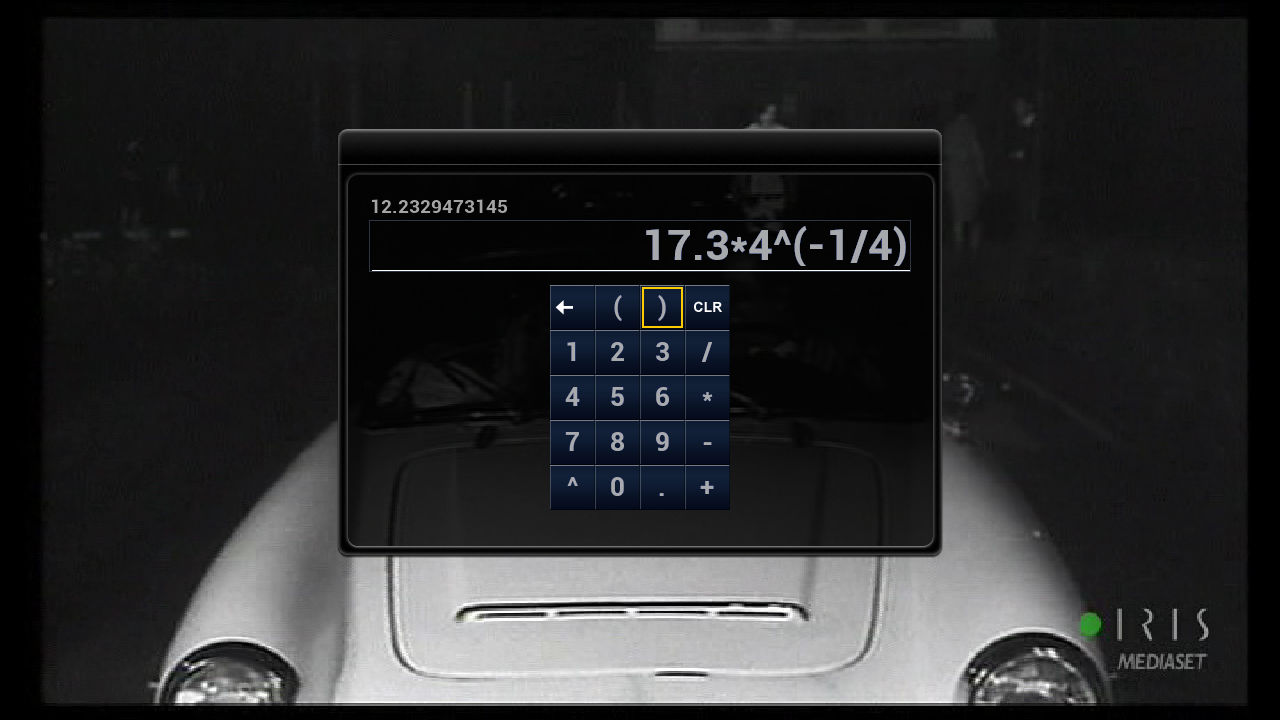 12.2329473145
17.3*4^(-1/4)
← ( ) CLR
1 2 3 /
4 5 6 *
7 8 9 -
^ 0 . +
IRIS
MEDIASET